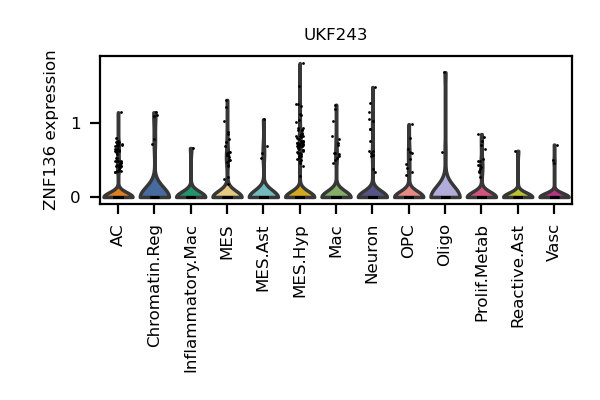 UKF243
ZNF136 expression
1
0
AC
Chromatin.Reg
Inflammatory.Mac
MES
MES.Ast
MES.Hyp
Mac
Neuron
OPC
Oligo
Prolif.Metab
Reactive.Ast
Vasc